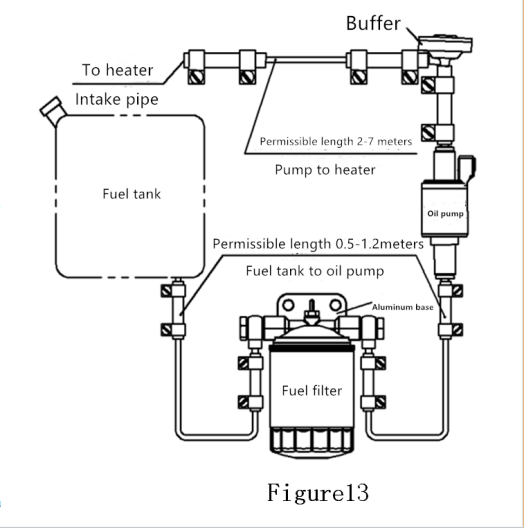 Buffer
To heater
Intake pipe
Permissible length 2-7 meters
Pump to heater
Fuel tank
Oil pump
Permissible length 0.5-1.2meters
Fuel tank to oil pump
Aluminum base
Fuel filter
Figure13